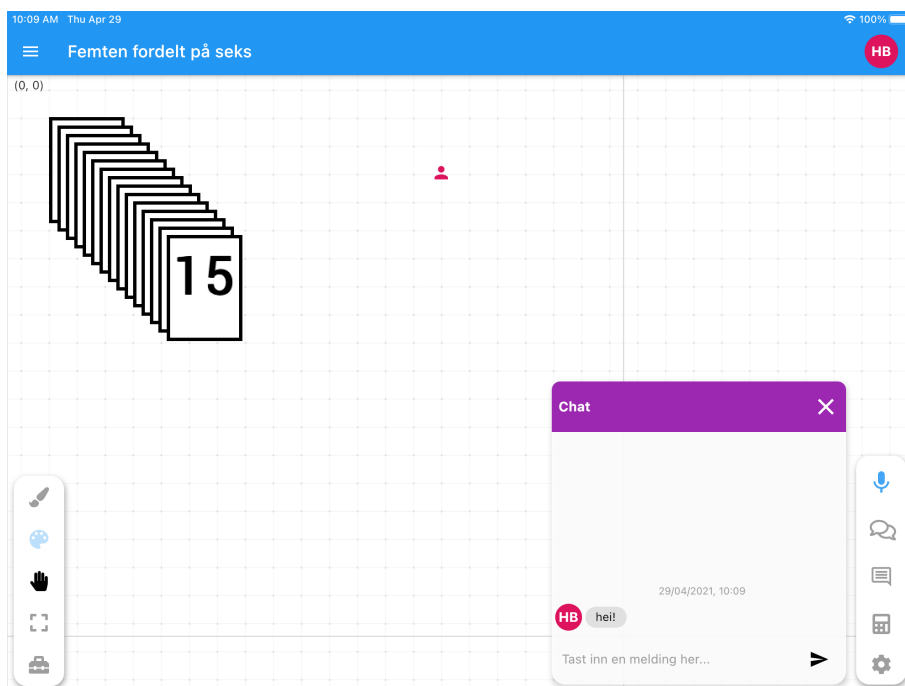 10:09 AM Thu Apr 29
100%
Femten fordelt på seks
HB
(0, 0)
15
Chat
29/04/2021, 10:09
HB
hei!
Tast inn en melding her...